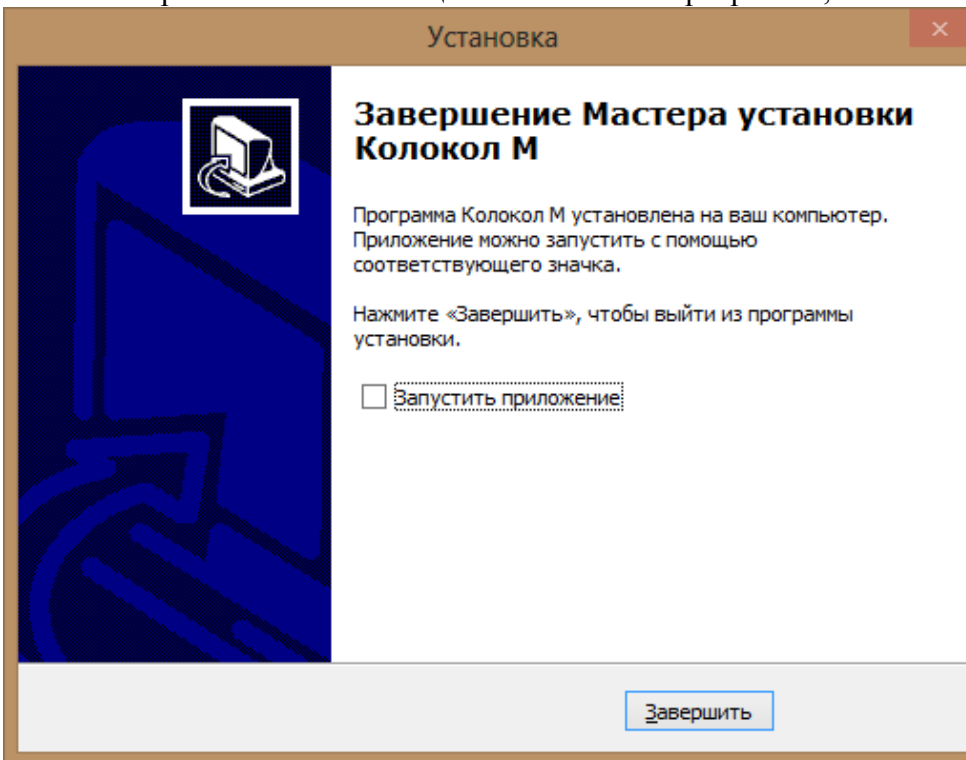 Установка
Завершение Мастера установки
Колокол М
Программа Колокол М установлена на ваш компьютер.
Приложение можно запустить с помощью
соответствующего значка.
Нажмите «Завершить», чтобы выйти из программы
установки.
Запустить приложение
Завершить